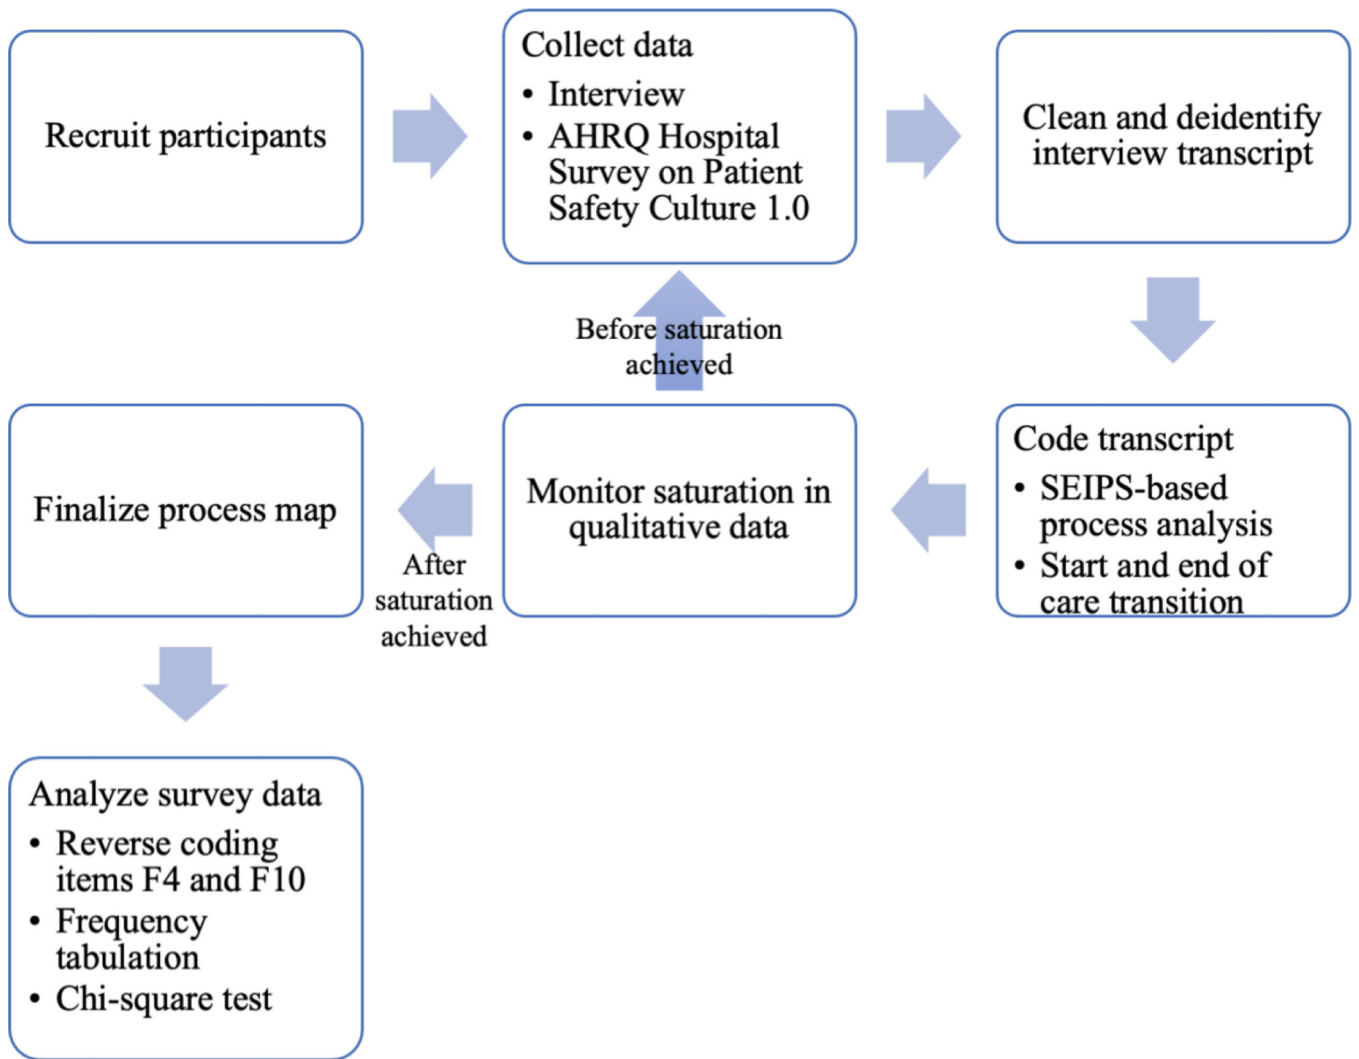 Recruit participants
Collect data
• Interview
• AHRQ Hospital
Survey on Patient
Safety Culture 1.0
Clean and deidentify
interview transcript
Before saturation
achieved
Code transcript
• SEIPS-based
process analysis
• Start and end of
care transition
Monitor saturation in
qualitative data
After
saturation
achieved
Finalize process map
Analyze survey data
• Reverse coding
items F4 and F10
• Frequency
tabulation
• Chi-square test